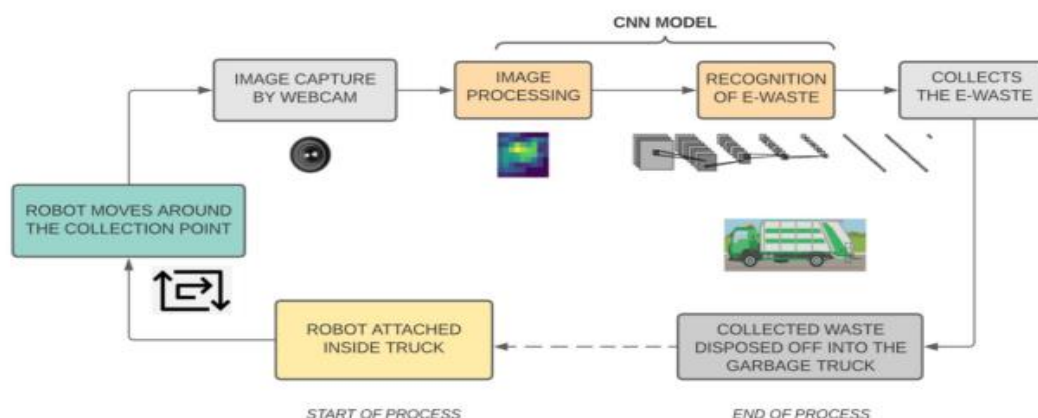 CNN MODEL
IMAGE CAPTURE
BY WEBCAM
IMAGE
PROCESSING
RECOGNITION
OF E-WASTE
COLLECTS
THE E-WASTE
ROBOT MOVES AROUND
THE COLLECTION POINT
ROBOT ATTACHED
INSIDE TRUCK
COLLECTED WASTE
DISPOSED OFF INTO THE
GARBAGE TRUCK
START OF PROCESS
END OF PROCESS